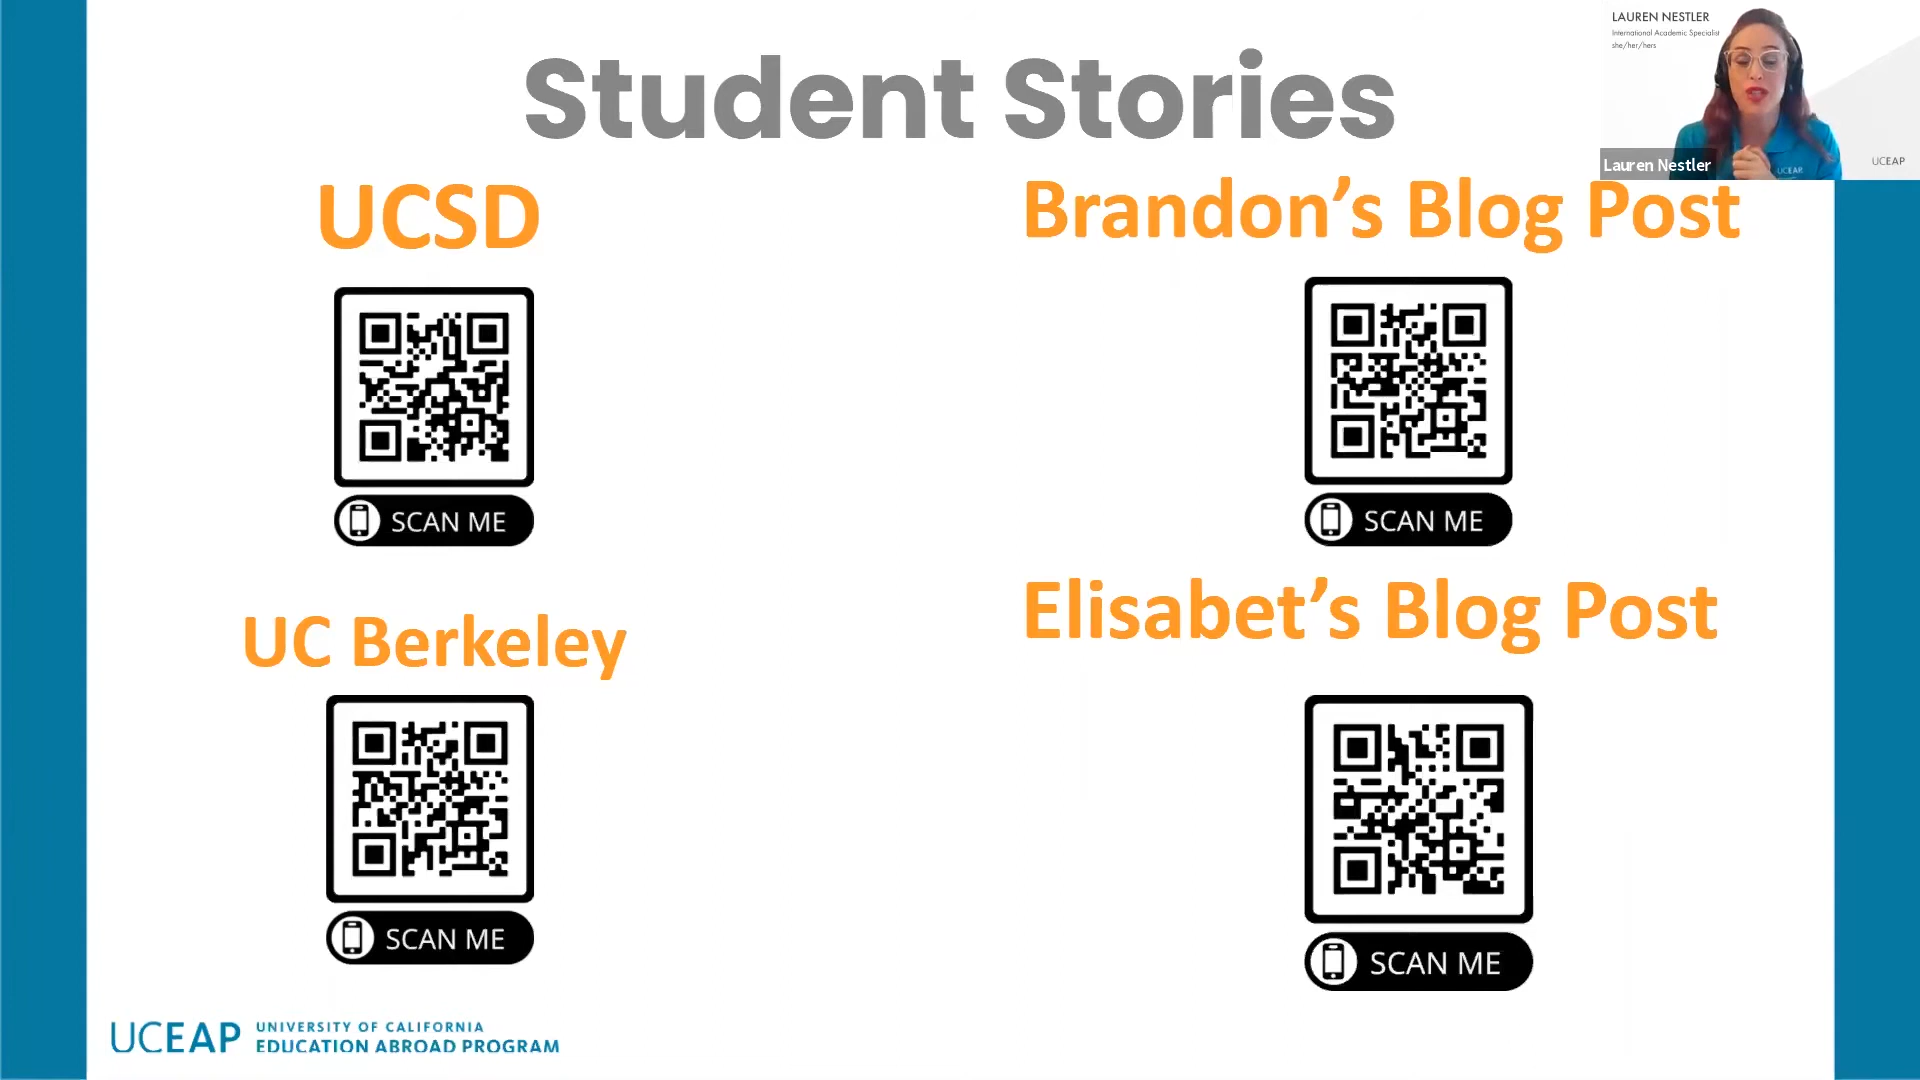 Student Stories
LAUREN NESTLER
International Academic Specialist
she/her/hers
UCEAP
UCEAP
Lauren Nestler
UCSD
SCAN ME
Brandon’s Blog Post
SCAN ME
UC Berkeley
SCAN ME
Elisabet’s Blog Post
SCAN ME
UCEAP UNIVERSITY OF CALIFORNIA
EDUCATION ABROAD PROGRAM